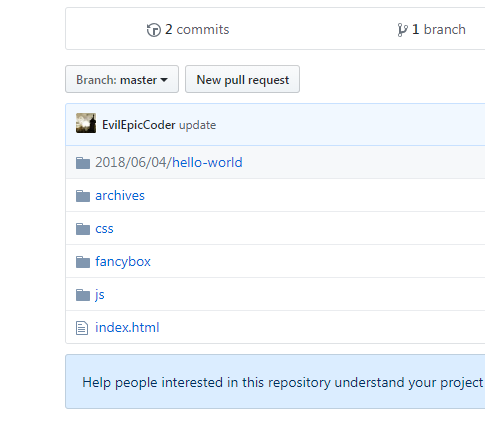 2 commits
1 branch
Branch: master
New pull request
EvilEpicCoder update
2018/06/04/hello-world
archives
css
fancybox
js
index.html
Help people interested in this repository understand your project